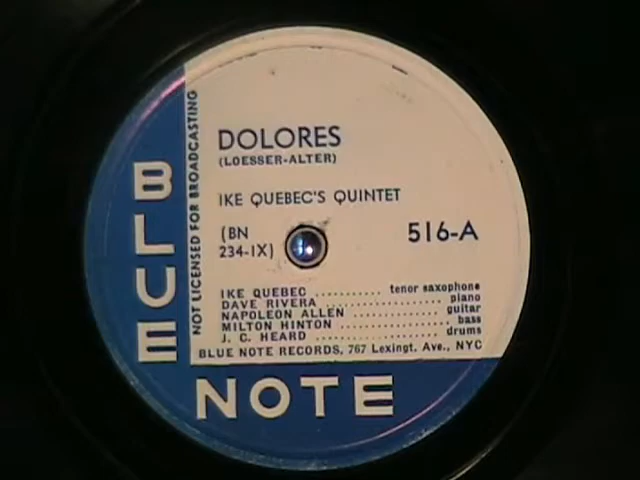 DOLORES
(LOESSER-ALTER)
IKE QUEBEC'S QUINTET
(BN
234-1X)
516-A
IKE QUEBEC .......... tenor saxophone
DAVE RIVERA .................... piano
NAPOLEON ALLEN ................ guitar
MILTON HINTON .................. bass
J. C. HEARD .................... drums
BLUE NOTE RECORDS, 767 Lexingt. Ave., NYC
NOT LICENSED FOR BROADCASTING
BLUE
NOTE